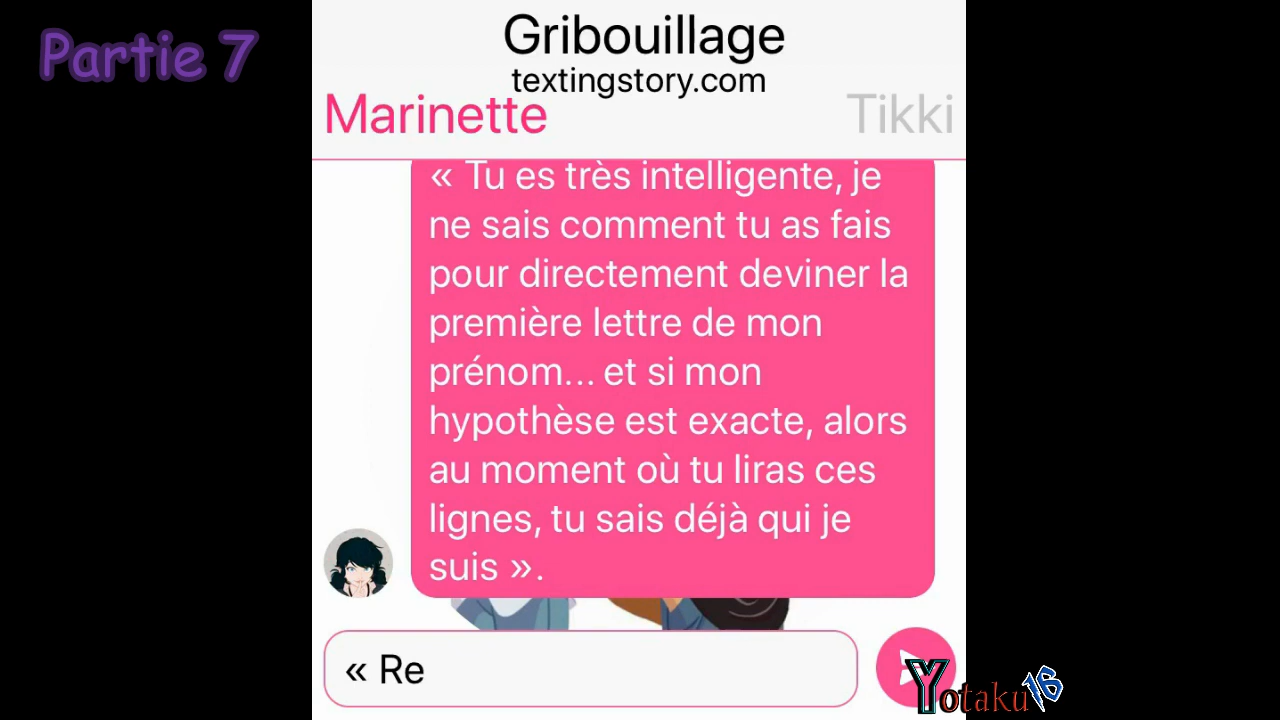 Partie 7
Gribouillage
textingstory.com
Marinette
Tikki
« Tu es très intelligente, je
ne sais comment tu as fais
pour directement deviner la
première lettre de mon
prénom... et si mon
hypothèse est exacte, alors
au moment où tu liras ces
lignes, tu sais déjà qui je
suis ».
« Re
Yotaku16